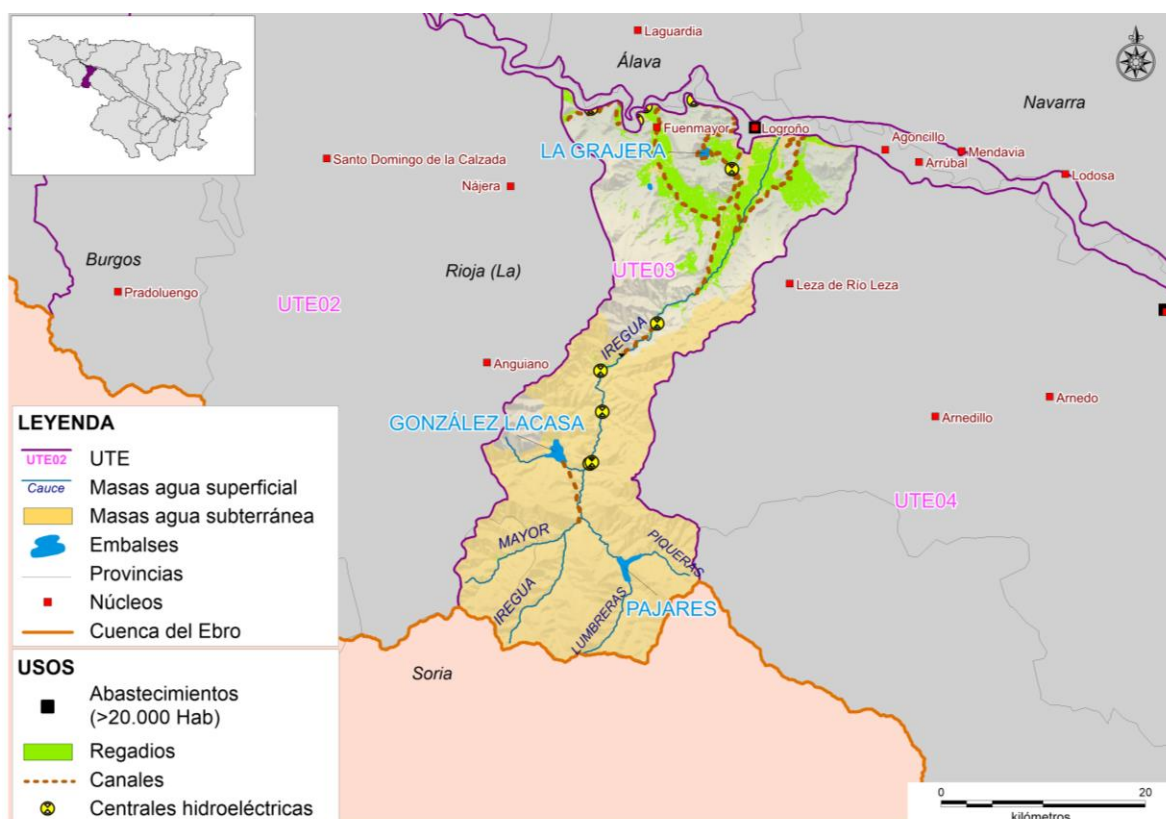 Laguardia
Álava
Navarra
Fuenmayor
Logroño
LA GRAJERA
Agoncillo
Mendavia
Arrúbal
Lodosa
Santo Domingo de la Calzada
Nájera
Burgos
Rioja (La)
UTE03
Pradoluengo
UTE02
Leza de Río Leza
IREGUA
Anguiano
Arnedo
Arnedillo
GONZÁLEZ LACASA
UTE04
MAYOR
PIQUERAS
IREGUA
LUMBRERAS
PAJARES
Soria
LEYENDA
UTE02 UTE
Cauce Masas agua superficial
Masas agua subterránea
Embalses
Provincias
Núcleos
Cuenca del Ebro
USOS
Abastecimientos
(>20.000 Hab)
Regadios
Canales
Centrales hidroeléctricas
0 20
kilómetros